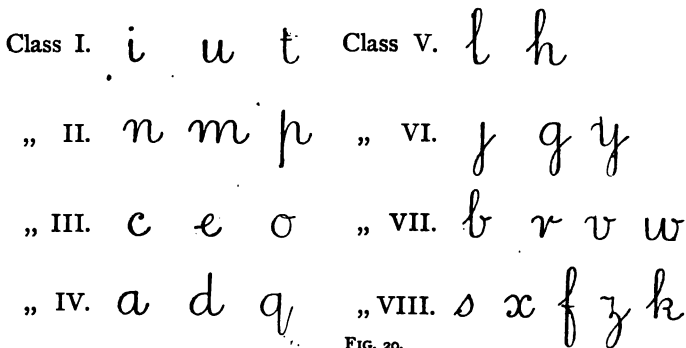 Class I. i u t Class V. l h
„ II. n m p „ VI. j g y
„ III. c e o „ VII. b r v w
„ IV. a d q „ VIII. s x f z k
FIG. 20.